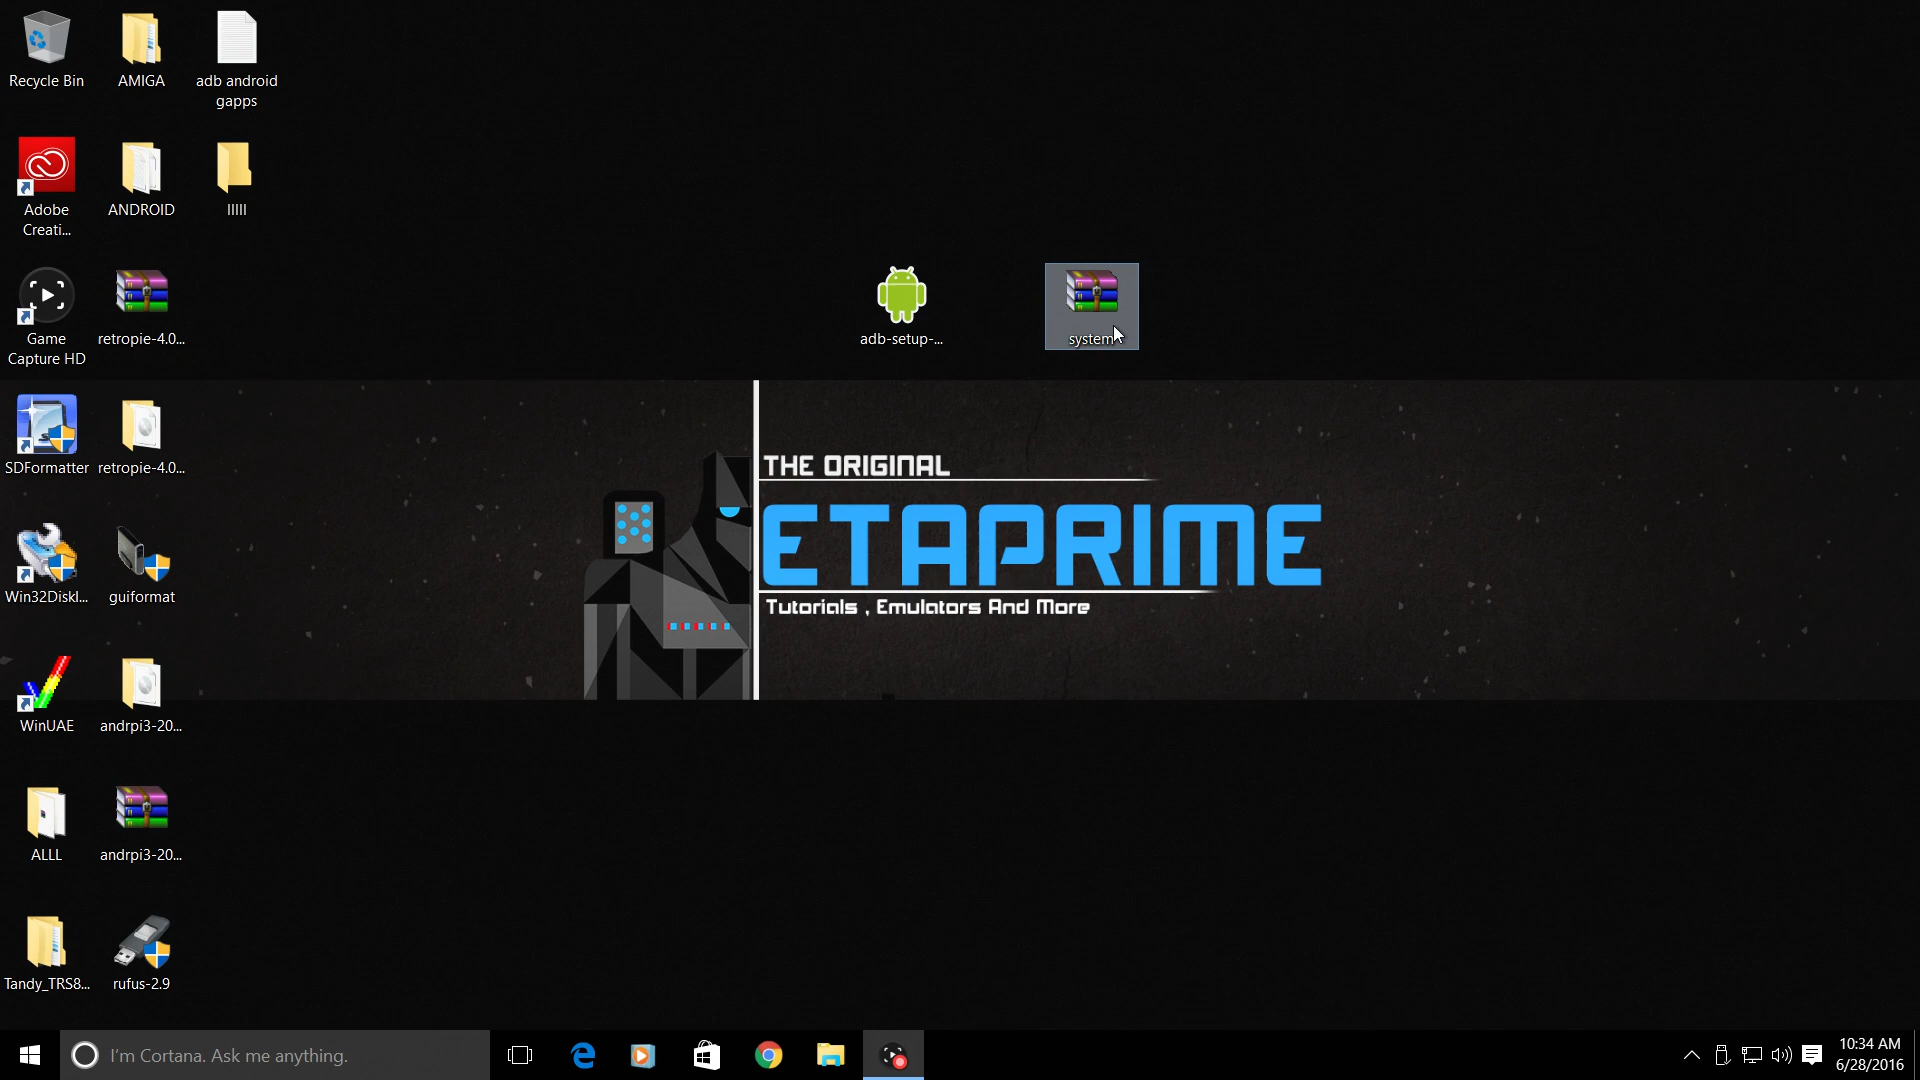 Recycle Bin
AMIGA
adb android
gapps
Adobe
Creati...
ANDROID
lllll
Game
Capture HD
retropie-4.0...
adb-setup-...
system
SDFormatter
retropie-4.0...
THE ORIGINAL
ETAPRIME
Tutorials , Emulators And More
Win32DiskI...
guiformat
WinUAE
andrpi3-20...
ALLL
andrpi3-20...
Tandy_TRS8...
rufus-2.9
I'm Cortana. Ask me anything.
10:34 AM
6/28/2016